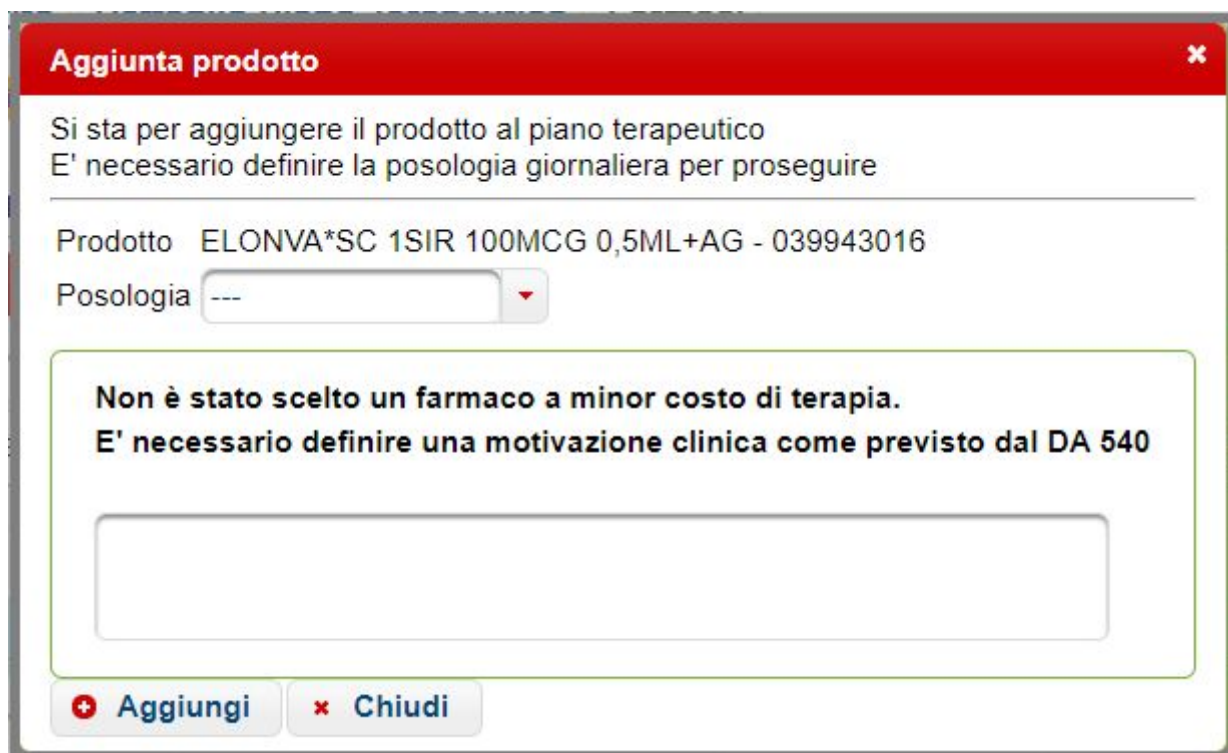 Aggiunta prodotto
Si sta per aggiungere il prodotto al piano terapeutico
E' necessario definire la posologia giornaliera per proseguire
Prodotto ELONVA*SC 1SIR 100MCG 0,5ML+AG - 039943016
Posologia ---
Non è stato scelto un farmaco a minor costo di terapia.
E' necessario definire una motivazione clinica come previsto dal DA 540
Aggiungi Chiudi